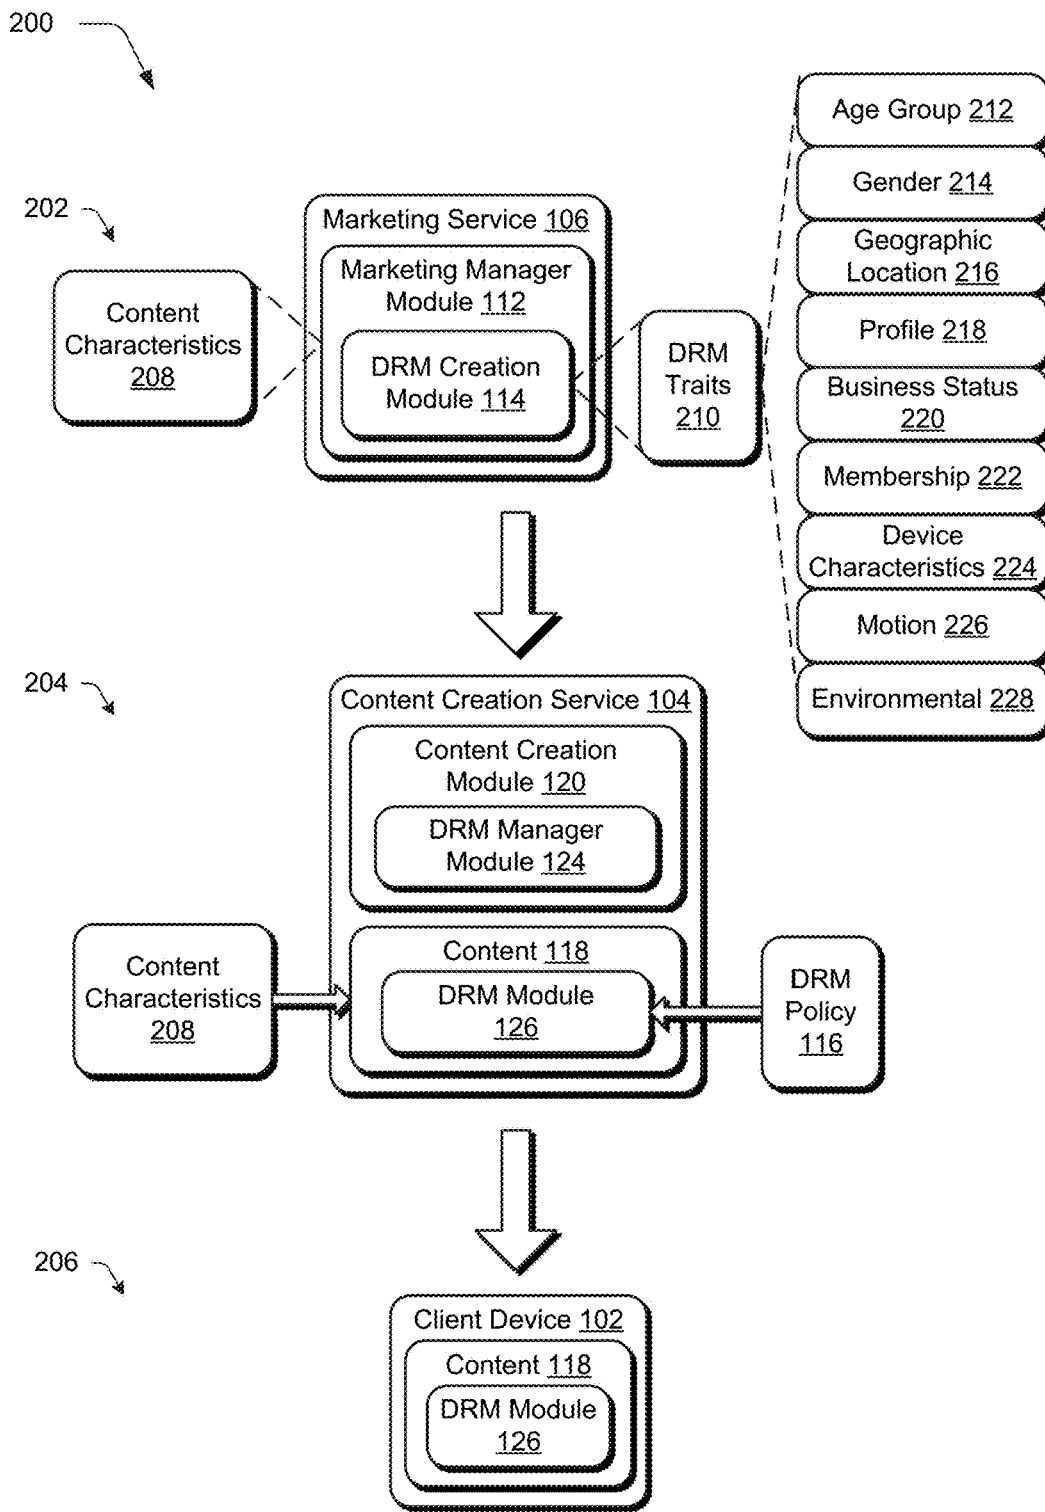 200
202
Content
Characteristics
208
Marketing Service 106
Marketing Manager
Module 112
DRM Creation
Module 114
DRM
Traits
210
Age Group 212
Gender 214
Geographic
Location 216
Profile 218
Business Status
220
Membership 222
Device
Characteristics 224
Motion 226
Environmental 228
204
Content Creation Service 104
Content Creation
Module 120
DRM Manager
Module 124
Content
Characteristics
208
Content 118
DRM Module
126
DRM
Policy
116
206
Client Device 102
Content 118
DRM Module
126